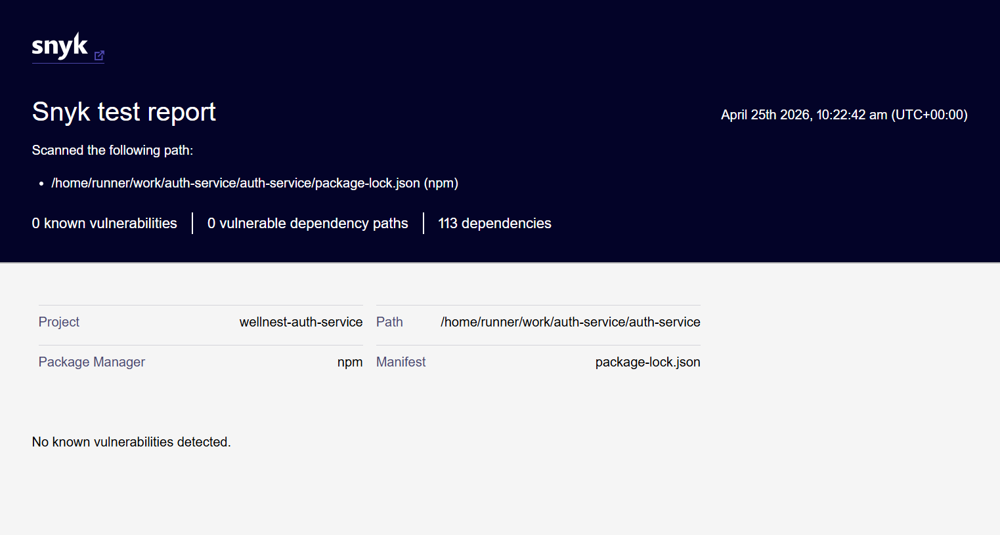 snyk
Snyk test report
April 25th 2026, 10:22:42 am (UTC+00:00)
Scanned the following path:
• /home/runner/work/auth-service/auth-service/package-lock.json (npm)
0 known vulnerabilities | 0 vulnerable dependency paths | 113 dependencies
Project wellnest-auth-service Path /home/runner/work/auth-service/auth-service
Package Manager npm Manifest package-lock.json
No known vulnerabilities detected.